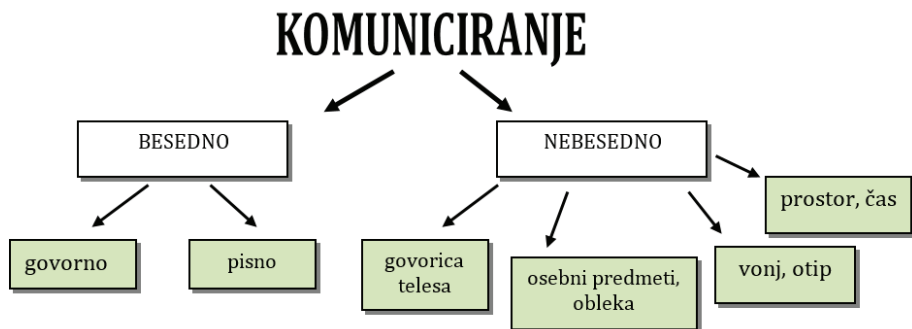 KOMUNICIRANJE
BESEDNO
NEBESEDNO
govorno
pisno
govorica
telesa
osebni predmeti,
obleka
vonj, otip
prostor, čas